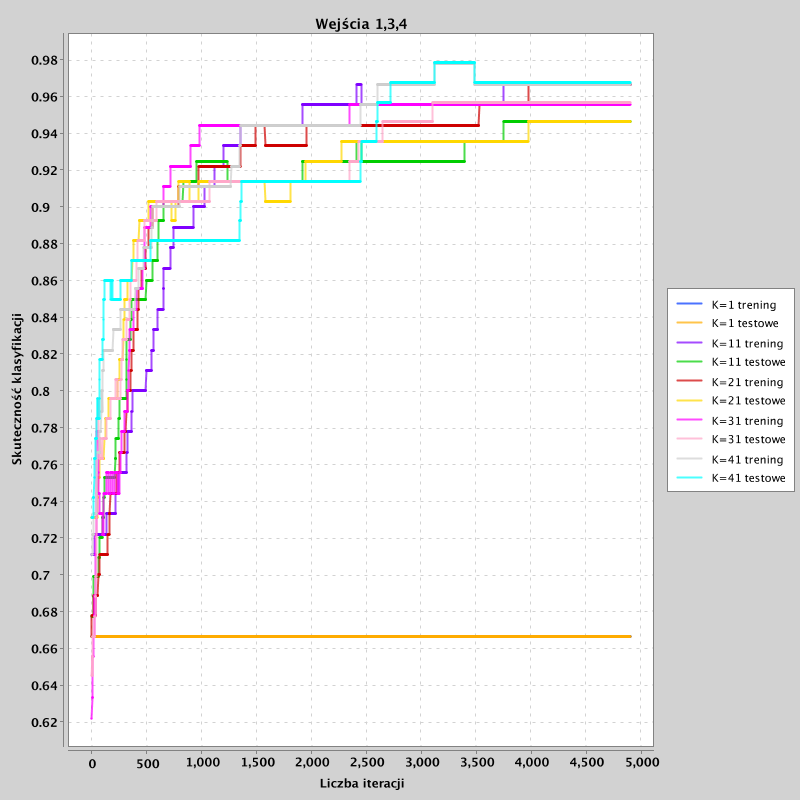 Wejścia 1,3,4
Skuteczność klasyfikacji
0.98
0.96
0.94
0.92
0.9
0.88
0.86
0.84
0.82
0.8
0.78
0.76
0.74
0.72
0.7
0.68
0.66
0.64
0.62
0 500 1,000 1,500 2,000 2,500 3,000 3,500 4,000 4,500 5,000
Liczba iteracji
K=1 trening
K=1 testowe
K=11 trening
K=11 testowe
K=21 trening
K=21 testowe
K=31 trening
K=31 testowe
K=41 trening
K=41 testowe